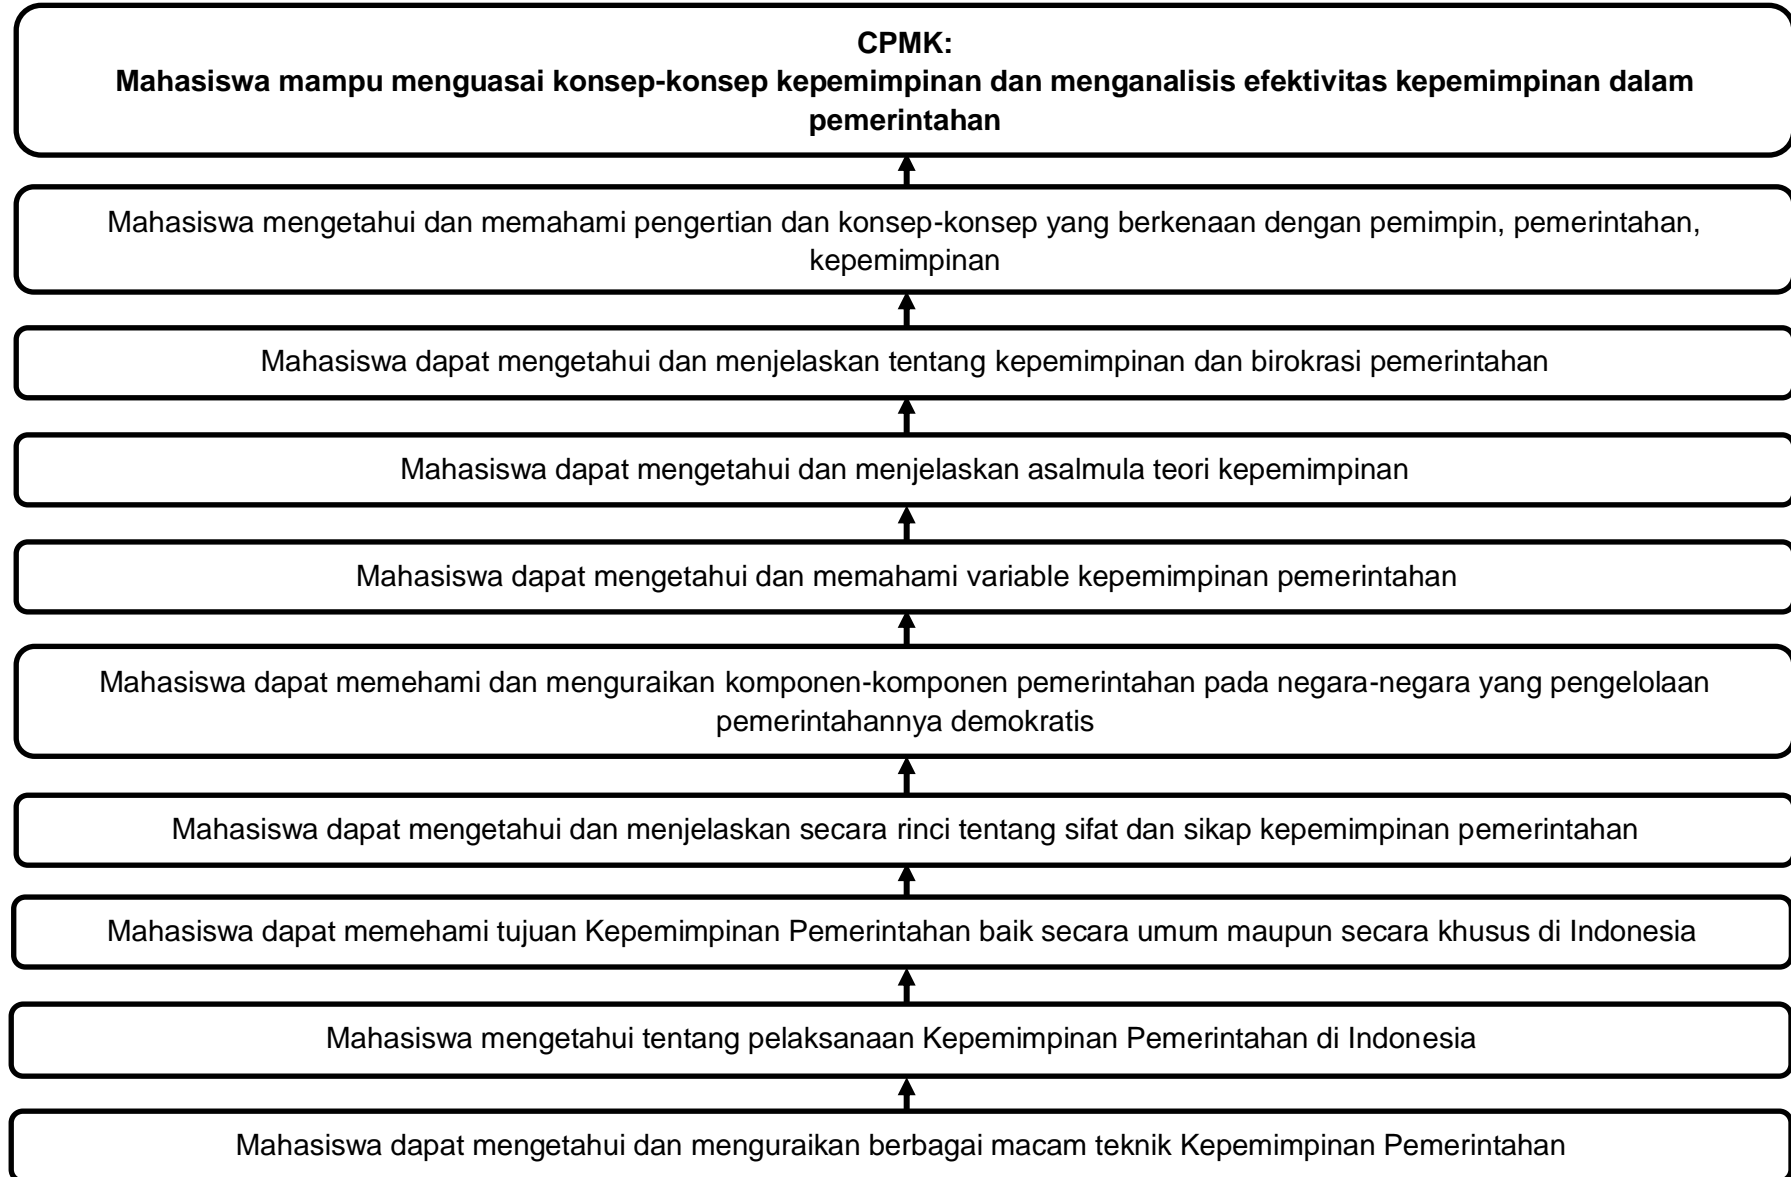 CPMK:
Mahasiswa mampu menguasai konsep-konsep kepemimpinan dan menganalisis efektivitas kepemimpinan dalam
pemerintahan
Mahasiswa mengetahui dan memahami pengertian dan konsep-konsep yang berkenaan dengan pemimpin, pemerintahan,
kepemimpinan
Mahasiswa dapat mengetahui dan menjelaskan tentang kepemimpinan dan birokrasi pemerintahan
Mahasiswa dapat mengetahui dan menjelaskan asalmula teori kepemimpinan
Mahasiswa dapat mengetahui dan memahami variable kepemimpinan pemerintahan
Mahasiswa dapat memehami dan menguraikan komponen-komponen pemerintahan pada negara-negara yang pengelolaan
pemerintahannya demokratis
Mahasiswa dapat mengetahui dan menjelaskan secara rinci tentang sifat dan sikap kepemimpinan pemerintahan
Mahasiswa dapat memehami tujuan Kepemimpinan Pemerintahan baik secara umum maupun secara khusus di Indonesia
Mahasiswa mengetahui tentang pelaksanaan Kepemimpinan Pemerintahan di Indonesia
Mahasiswa dapat mengetahui dan menguraikan berbagai macam teknik Kepemimpinan Pemerintahan